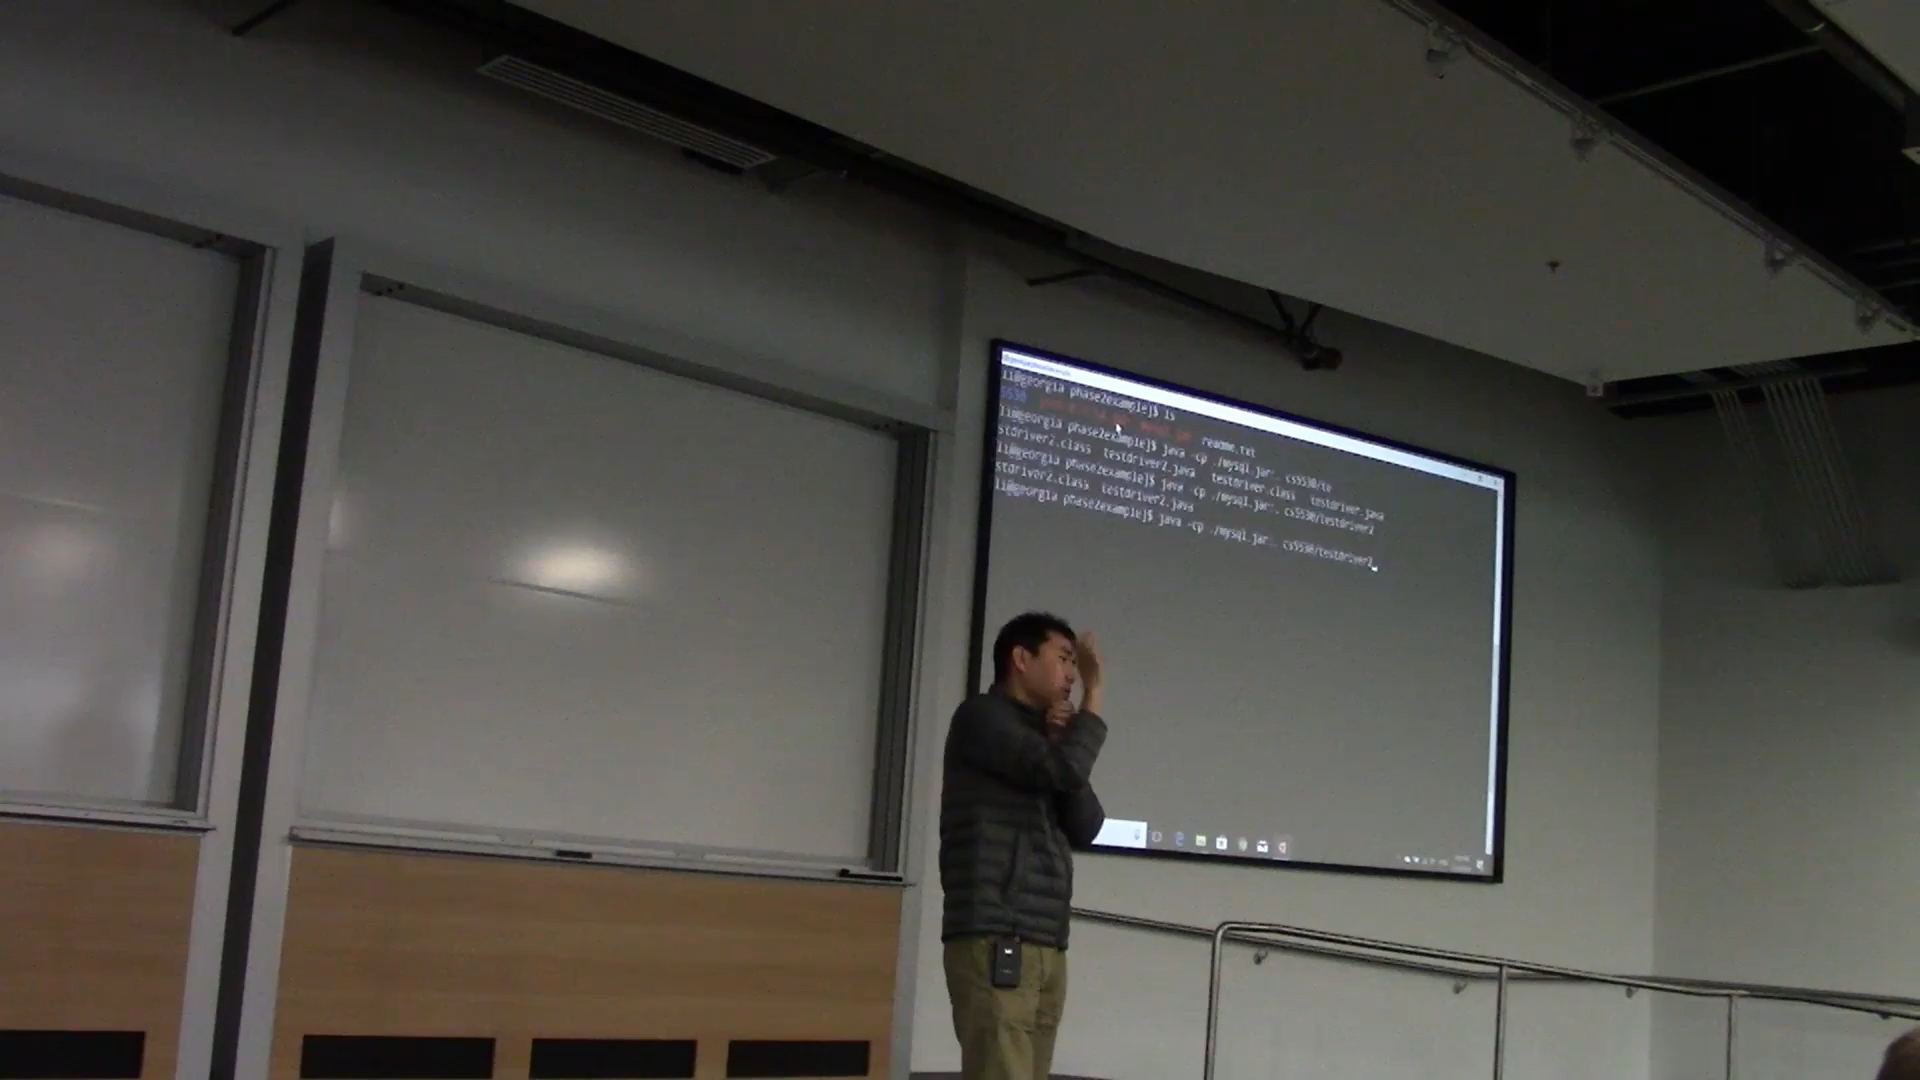 li@georgia phase2example]$ ls
5530 readme.txt
li@georgia phase2example]$ java -cp ./mysql.jar:. cs5530/te
stdriver2.class testdriver2.java testdriver.class testdriver.java
li@georgia phase2example]$ java -cp ./mysql.jar:. cs5530/testdriver2
stdriver2.class testdriver2.java
li@georgia phase2example]$ java -cp ./mysql.jar:. cs5530/testdriver2